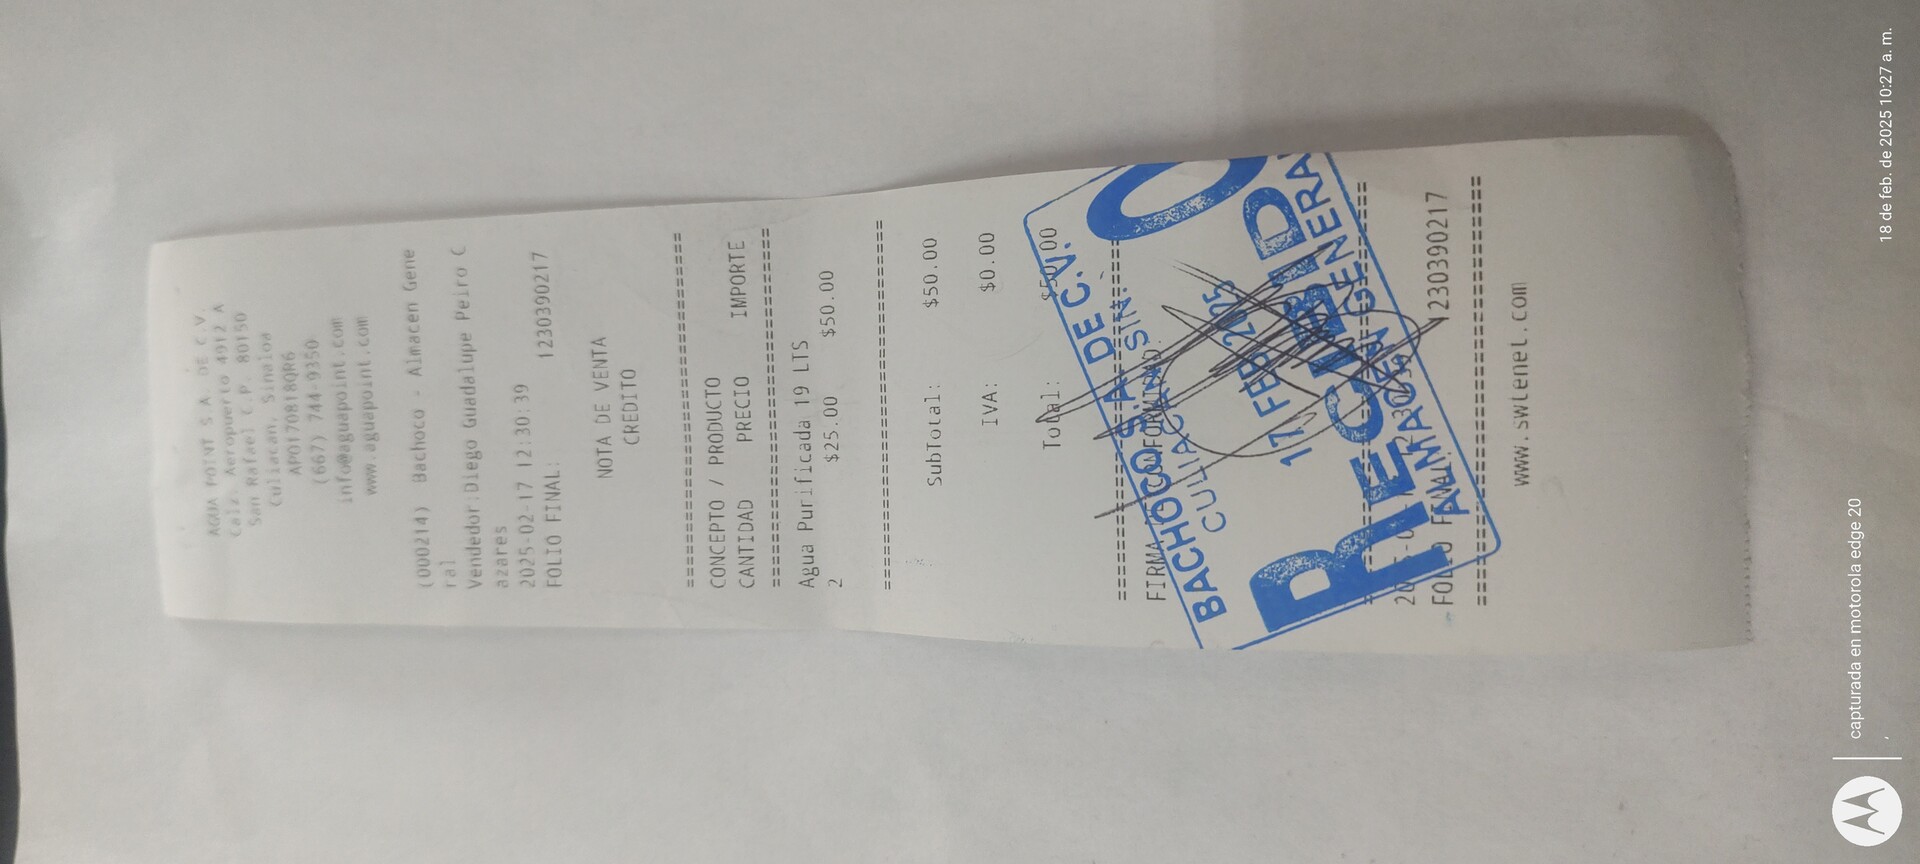 AGUA POINT S.A. DE C.V.
Calz. Aeropuerto 4912 A
San Rafael C.P. 80150
Culiacan, Sinaloa
APO170818QR6
(667) 744-9350
info@aguapoint.com
www.aguapoint.com
(000214) Bachoco - Almacen Gene
ral
Vendedor:Diego Guadalupe Peiro C
azares
2025-02-17 12:30:39
FOLIO FINAL: 1230390217
NOTA DE VENTA
CREDITO
================================
CONCEPTO / PRODUCTO
CANTIDAD PRECIO IMPORTE
================================
Agua Purificada 19 LTS
2 $25.00 $50.00
================================
SubTotal: $50.00
IVA: $0.00
Total: $50.00
================================
FIRMA DE CONFORMIDAD
BACHOCO S.A. DE C.V.
CULIACAN, SIN.
17 FEB 2025
RECIBIDO
ALMACEN GENERAL
================================
FOLIO FINAL: 1230390217
================================
www.swienet.com
capturada en motorola edge 20
18 de feb. de 2025 10:27 a. m.